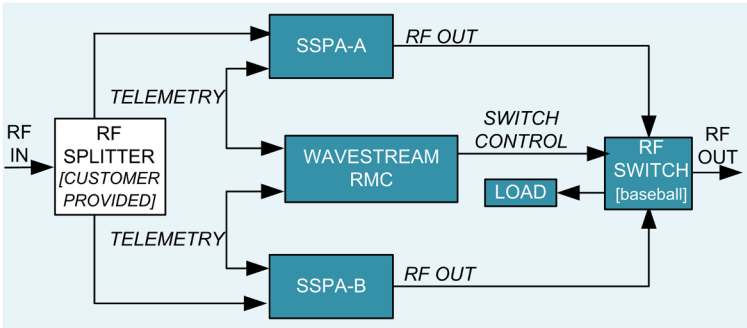 RF
IN
RF
SPLITTER
[CUSTOMER
PROVIDED]
TELEMETRY
TELEMETRY
SSPA-A
RF OUT
WAVESTREAM
RMC
SWITCH
CONTROL
LOAD
SSPA-B
RF OUT
RF
SWITCH
[baseball]
RF
OUT